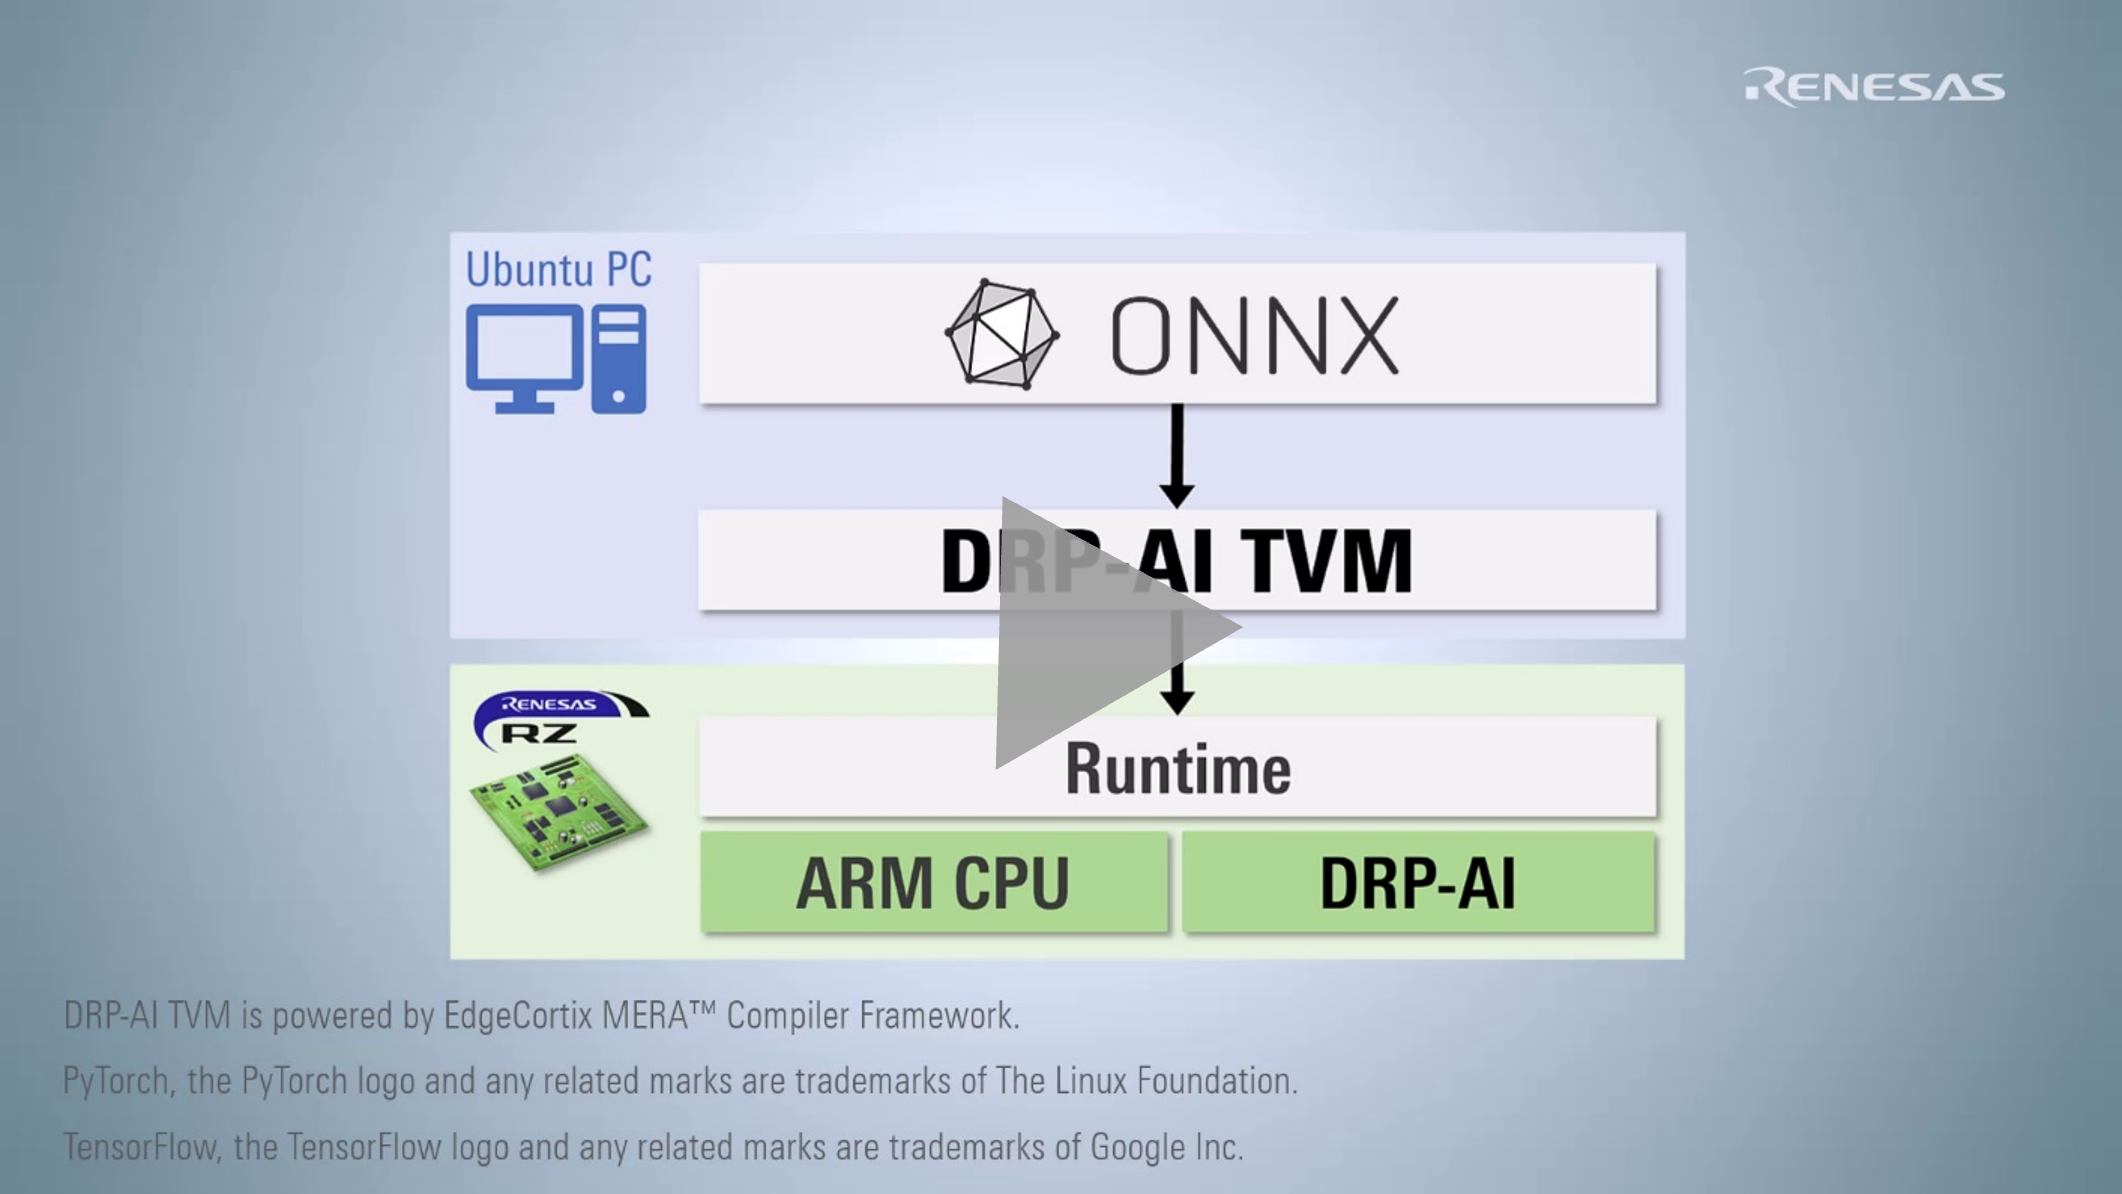 RENESAS
Ubuntu PC
ONNX
DRP-AI TVM
RENESAS
RZ
Runtime
ARM CPU
DRP-AI
DRP-AI TVM is powered by EdgeCortix MERA™ Compiler Framework.
PyTorch, the PyTorch logo and any related marks are trademarks of The Linux Foundation.
TensorFlow, the TensorFlow logo and any related marks are trademarks of Google Inc.